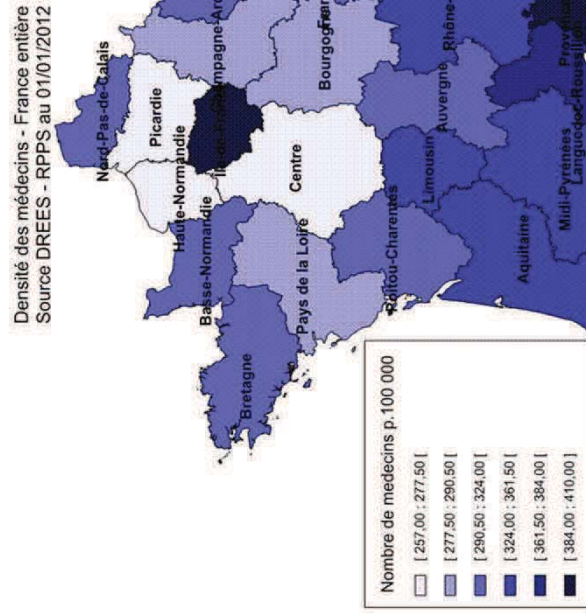 Densité des médecins - France entière
Source DREES - RPPS au 01/01/2012
Nord-Pas-de-Calais
Picardie
Haute-Normandie
Basse-Normandie
Bretagne
Pays de la Loire
Centre
Bourgogne
Poitou-Charentes
Limousin
Auvergne
Aquitaine
Midi-Pyrénées
Nombre de medecins p.100 000
[ 257,00 ; 277,50 [
[ 277,50 ; 290,50 [
[ 290,50 ; 324,00 [
[ 324,00 ; 361,50 [
[ 361,50 ; 384,00 [
[ 384,00 ; 410,00 [